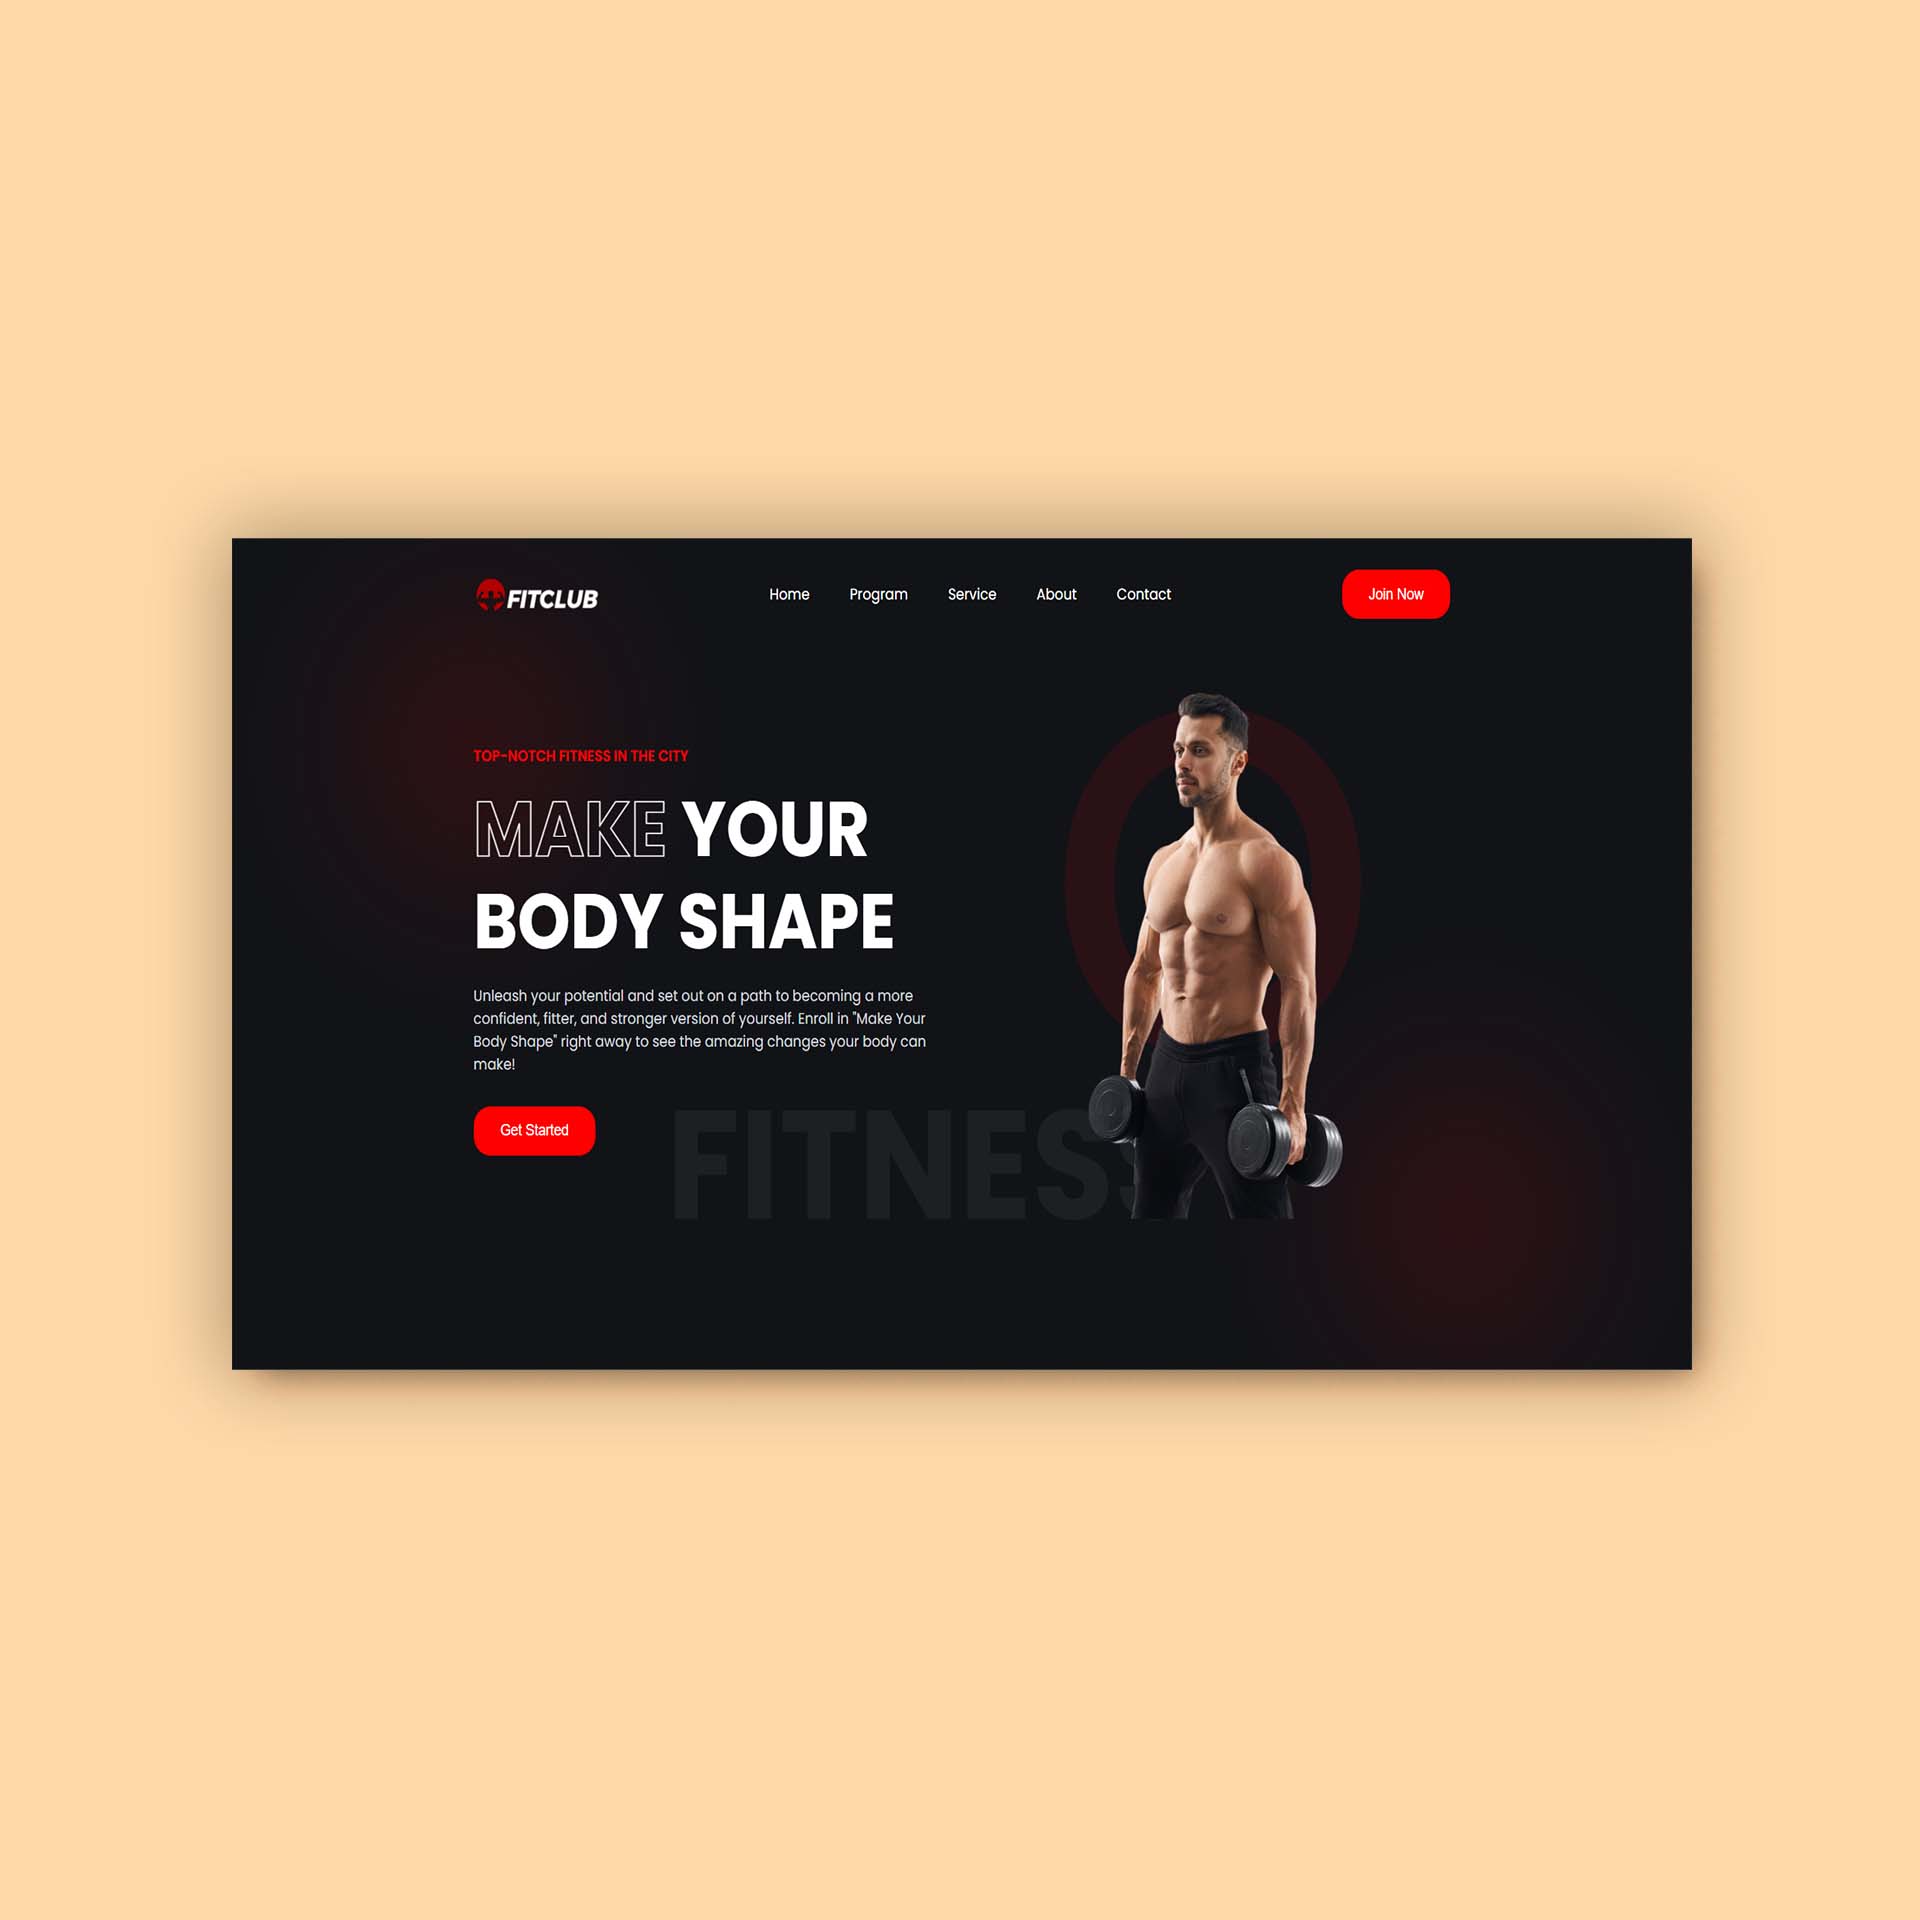 FITCLUB
Home
Program
Service
About
Contact
Join Now
TOP-NOTCH FITNESS IN THE CITY
MAKE YOUR
BODY SHAPE
Unleash your potential and set out on a path to becoming a more
confident, fitter, and stronger version of yourself. Enroll in "Make Your
Body Shape" right away to see the amazing changes your body can
make!
Get Started
FITNESS